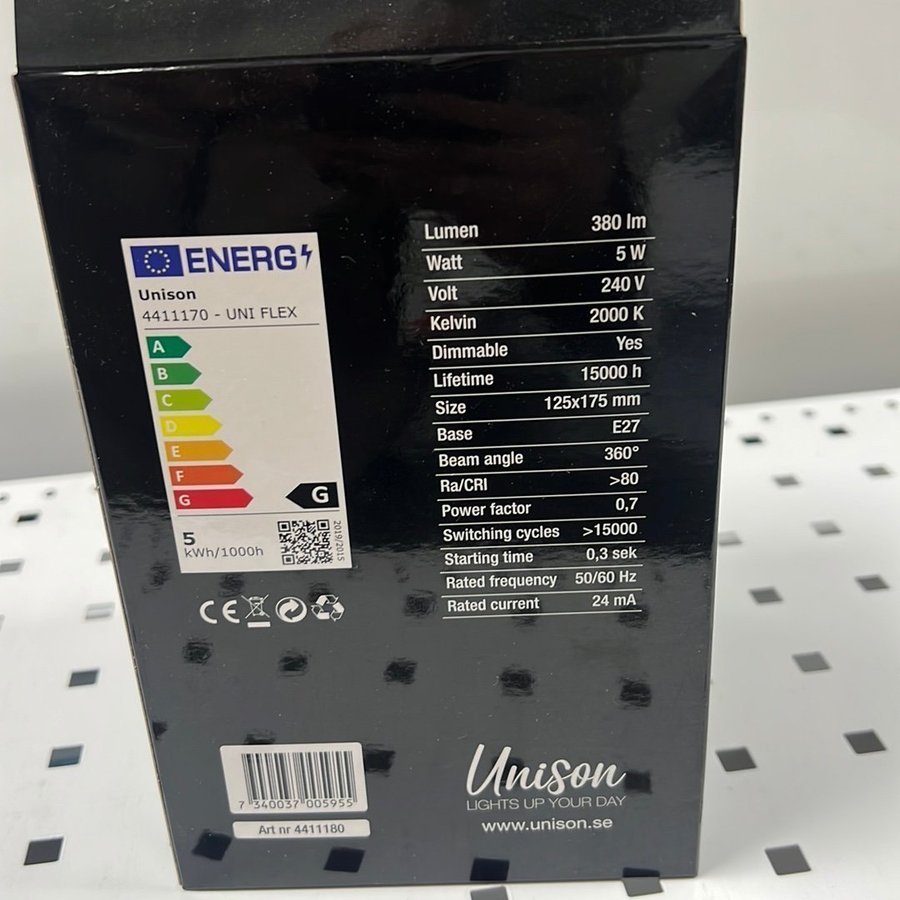 ENERG
Unison
4411170 - UNI FLEX
A
B
C
D
E
F
G
G
5
kWh/1000h
2019/2015
Lumen 380 lm
Watt 5 W
Volt 240 V
Kelvin 2000 K
Dimmable Yes
Lifetime 15000 h
Size 125x175 mm
Base E27
Beam angle 360°
Ra/CRI >80
Power factor 0,7
Switching cycles >15000
Starting time 0,3 sek
Rated frequency 50/60 Hz
Rated current 24 mA
CE
7 340037 005955
Art nr 4411180
Unison
LIGHTS UP YOUR DAY
www.unison.se